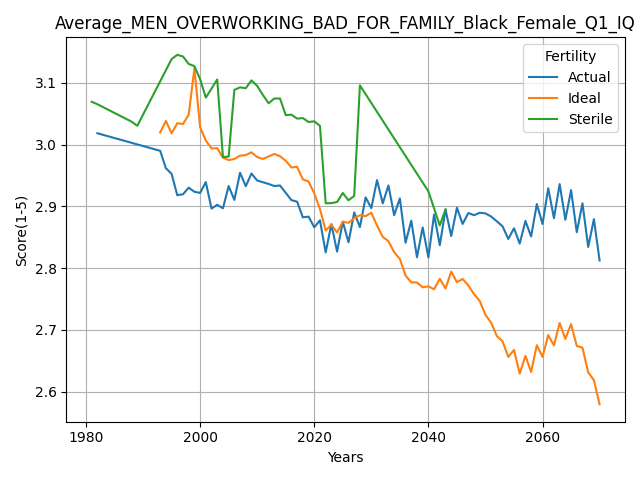 Average_MEN_OVERWORKING_BAD_FOR_FAMILY_Black_Female_Q1_IQ
Fertility
Actual
Ideal
Sterile
3.1
3.0
2.9
2.8
2.7
2.6
Score(1-5)
1980
2000
2020
2040
2060
Years